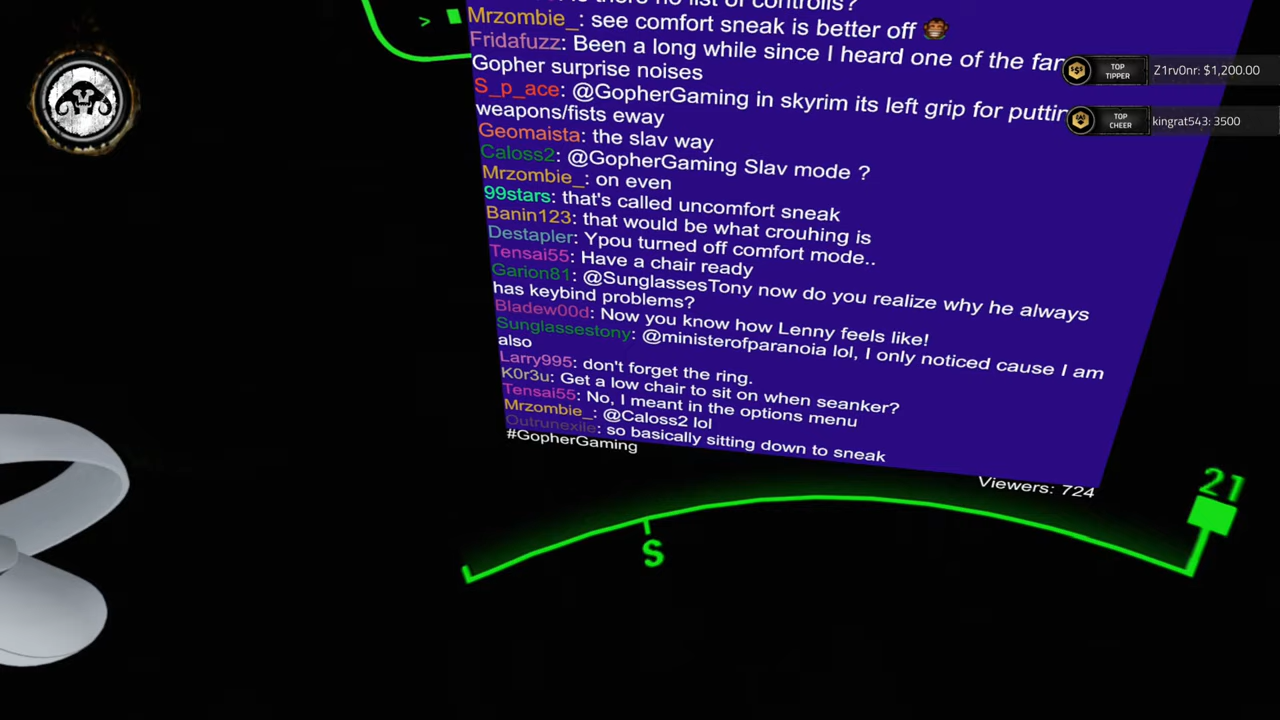 is there no list of controlls?
Mrzombie_: see comfort sneak is better off
Fridafuzz: Been a long while since I heard one of the
Gopher surprise noises
S_p_ace: @GopherGaming in skyrim its left grip for
weapons/fists eway
Geomaista: the slav way
Caloss2: @GopherGaming Slav mode ?
Mrzombie_: on even
99stars: that's called uncomfort sneak
Banin123: that would be what crouhing is
Destapler: Ypou turned off comfort mode..
Tensai55: Have a chair ready
Garion81: @SunglassesTony now do you realize why he always
has keybind problems?
Bladew00d: Now you know how Lenny feels like!
Sunglassestony: @ministerofparanoia lol, I only noticed cause I am
also
Larry995: don't forget the ring.
K0r3u: Get a low chair to sit on when seanker?
Tensai55: No, I meant in the options menu
Mrzombie_: @Caloss2 lol
Outrunexile: so basically sitting down to sneak
#GopherGaming
Viewers: 724
TOP
TIPPER
Z1rv0nr: $1,200.00
TOP
CHEER
kingrat543: 3500
>
S
21